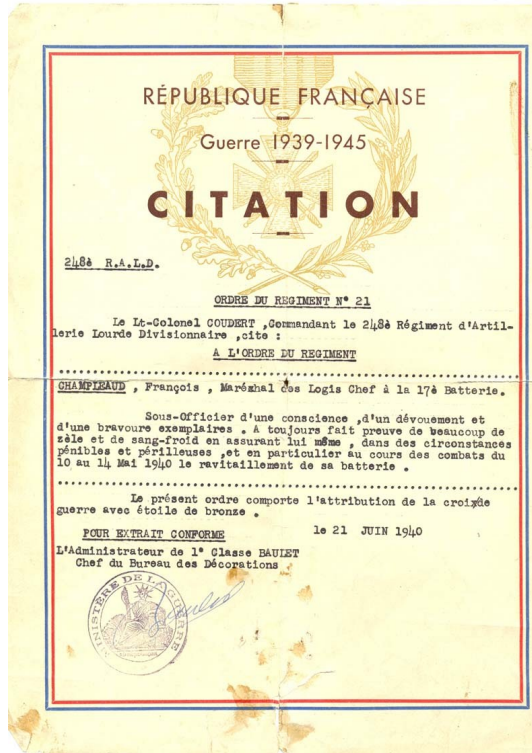 RÉPUBLIQUE FRANÇAISE
Guerre 1939-1945
CITATION
248è R.A.L.D.
ORDRE DU REGIMENT N° 21
Le Lt-Colonel COUDERT ,Commandant le 248è Régiment d'Artil-
lerie Lourde Divisionnaire ,cite :
A L'ORDRE DU REGIMENT
CHAMPIEAUD , François , Maréchal des Logis Chef à la 17è Batterie.
Sous-Officier d'une conscience ,d'un dévouement et
d'une bravoure exemplaires . A toujours fait preuve de beaucoup de
zèle et de sang-froid en assurant lui même , dans des circonstances
pénibles et périlleuses ,et en particulier au cours des combats du
10 au 14 Mai 1940 le ravitaillement de sa batterie .
Le présent ordre comporte l'attribution de la croix de
guerre avec étoile de bronze .
POUR EXTRAIT CONFORME
le 21 JUIN 1940
L'Administrateur de 1° Classe BAULET
Chef du Bureau des Décorations
MINISTÈRE DE LA GUERRE